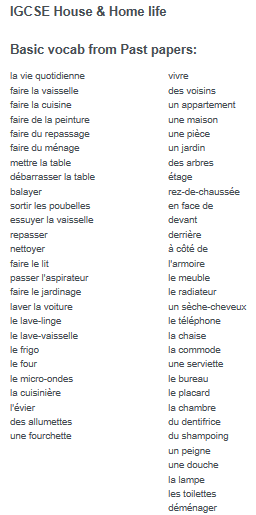 IGCSE House & Home life
Basic vocab from Past papers:
la vie quotidienne
faire la vaisselle
faire la cuisine
faire de la peinture
faire du repassage
faire du ménage
mettre la table
débarrasser la table
balayer
sortir les poubelles
essuyer la vaisselle
repasser
nettoyer
faire le lit
passer l'aspirateur
faire le jardinage
laver la voiture
le lave-linge
le lave-vaisselle
le frigo
le four
le micro-ondes
la cuisinière
l'évier
des allumettes
une fourchette
vivre
des voisins
un appartement
une maison
une pièce
un jardin
des arbres
étage
rez-de-chaussée
en face de
devant
derrière
à côté de
l'armoire
le meuble
le radiateur
un sèche-cheveux
le téléphone
la chaise
la commode
une serviette
le bureau
le placard
la chambre
du dentifrice
du shampoing
un peigne
une douche
la lampe
les toilettes
déménager